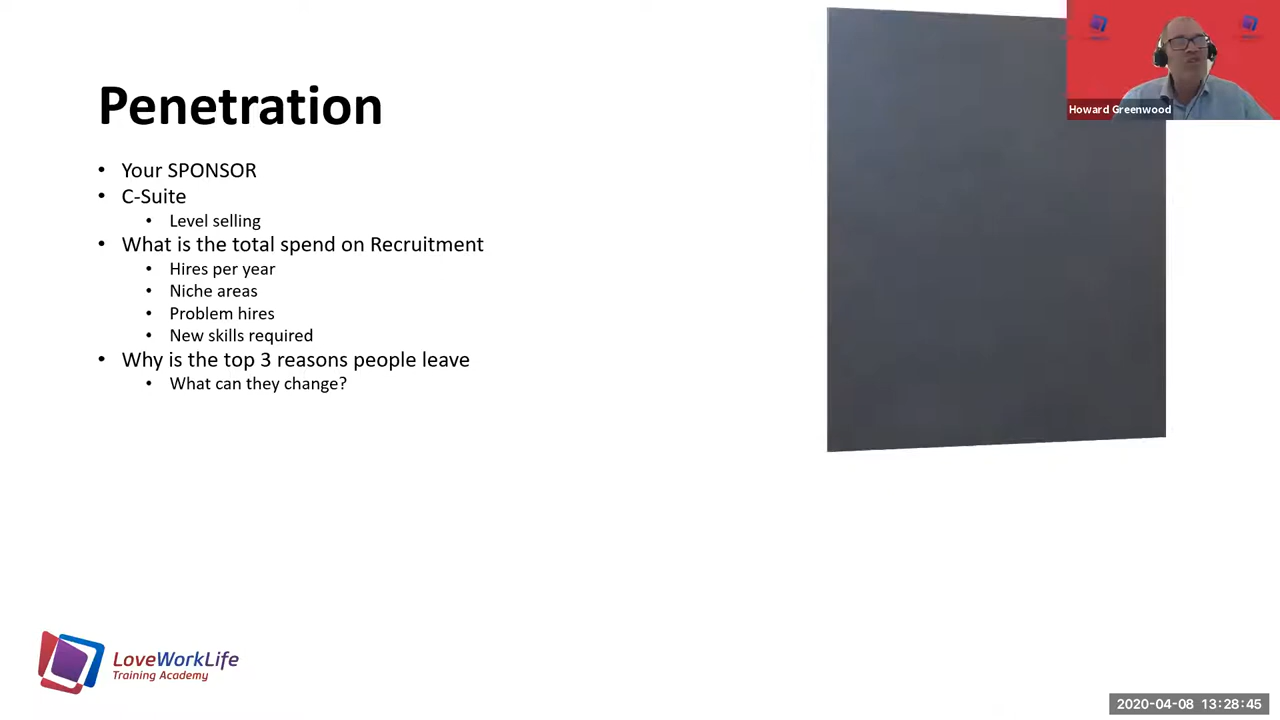 Penetration
• Your SPONSOR
• C-Suite
• Level selling
• What is the total spend on Recruitment
• Hires per year
• Niche areas
• Problem hires
• New skills required
• Why is the top 3 reasons people leave
• What can they change?
Howard Greenwood
LoveWorkLife
Training Academy
2020-04-08 13:28:45